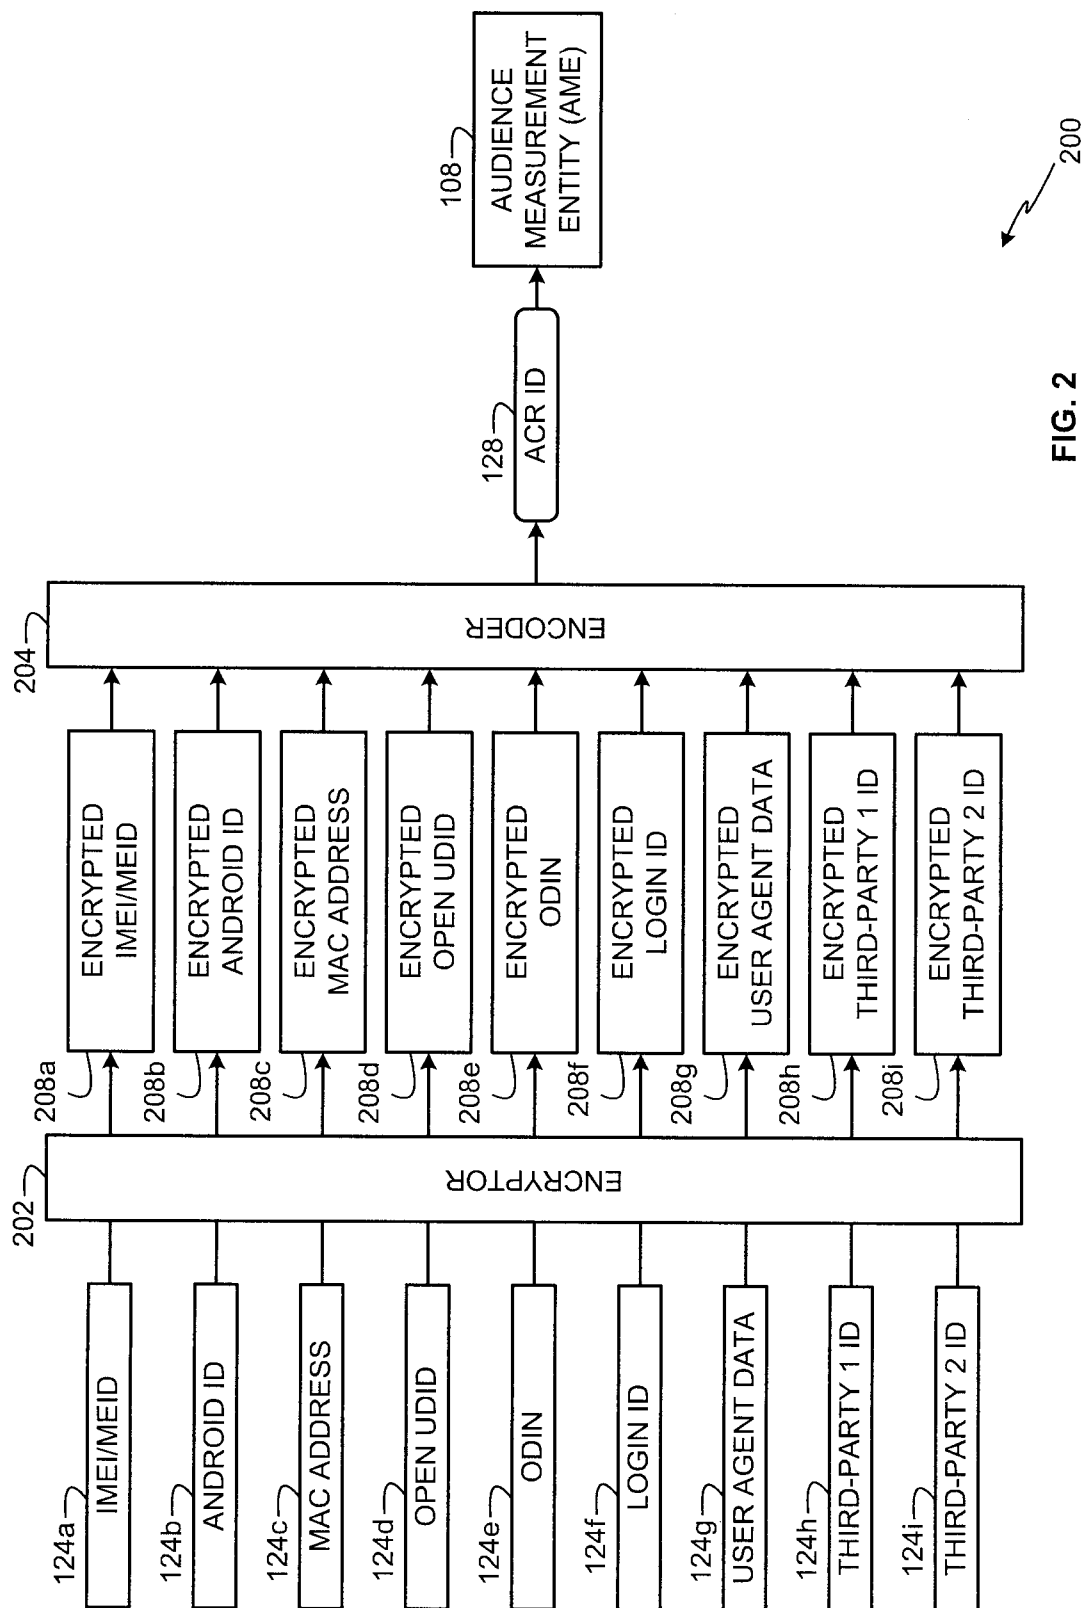 124a
IMEI/MEID
124b
ANDROID ID
124c
MAC ADDRESS
124d
OPEN UDID
124e
ODIN
124f
LOGIN ID
124g
USER AGENT DATA
124h
THIRD-PARTY 1 ID
124i
THIRD-PARTY 2 ID
202
ENCRYPTOR
208a
ENCRYPTED
IMEI/MEID
208b
ENCRYPTED
ANDROID ID
208c
ENCRYPTED
MAC ADDRESS
208d
ENCRYPTED
OPEN UDID
208e
ENCRYPTED
ODIN
208f
ENCRYPTED
LOGIN ID
208g
ENCRYPTED
USER AGENT DATA
208h
ENCRYPTED
THIRD-PARTY 1 ID
208i
ENCRYPTED
THIRD-PARTY 2 ID
204
ENCODER
128
ACR ID
108
AUDIENCE
MEASUREMENT
ENTITY (AME)
200
FIG. 2